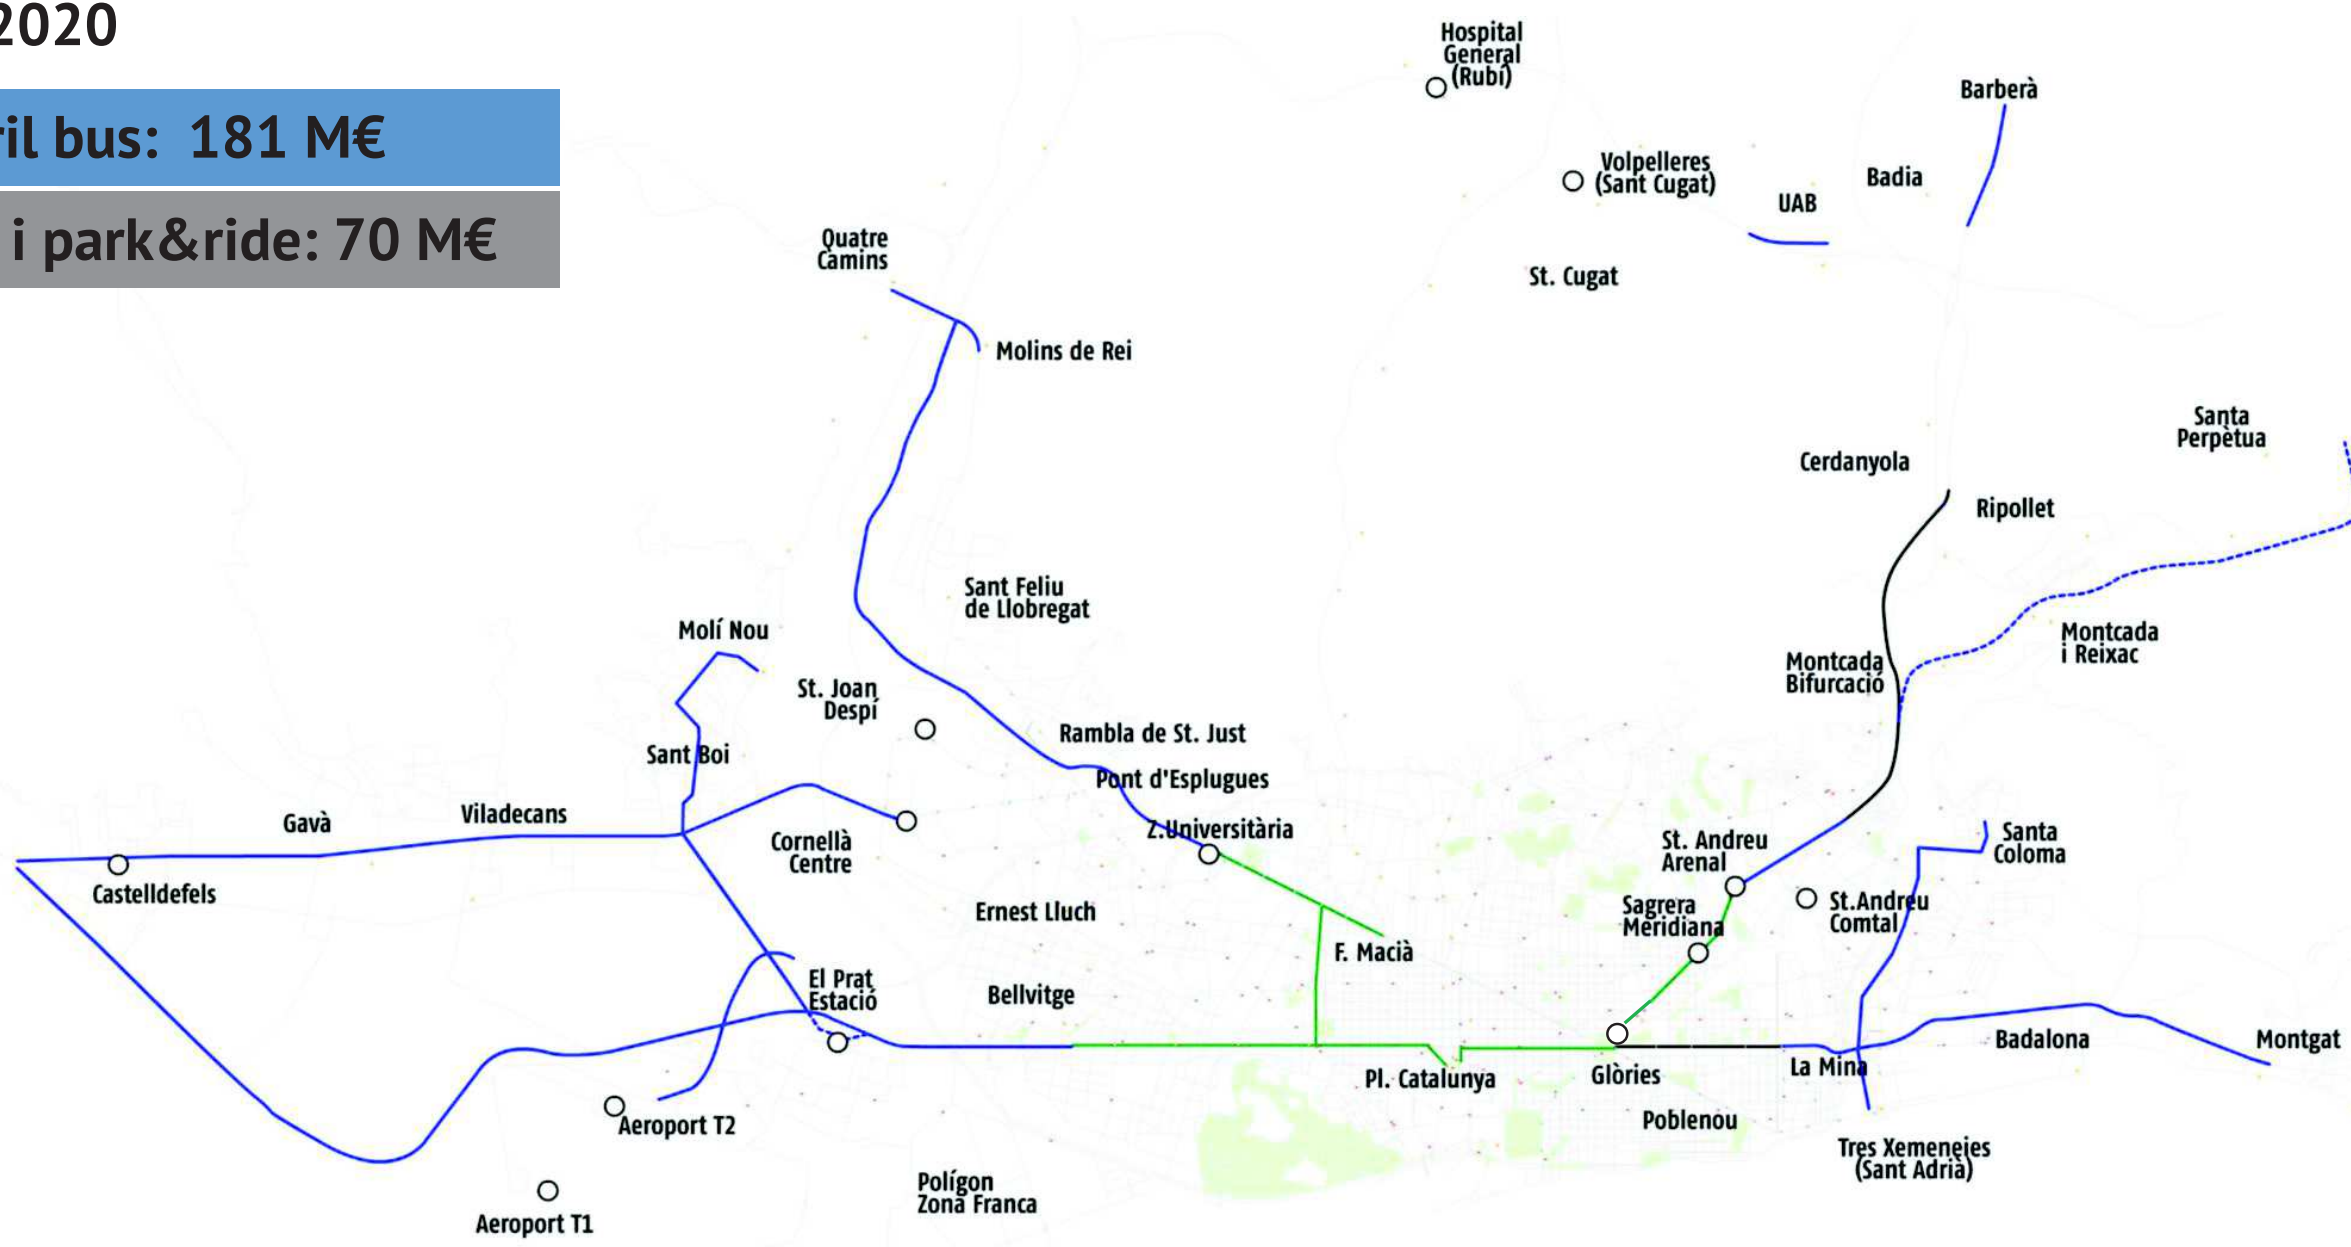 2020
ril bus: 181 M€
i park&ride: 70 M€
Hospital
General
(Rubí)
Barberà
Volpelleres
(Sant Cugat)
Badia
UAB
Quatre
Camins
St. Cugat
Molins de Rei
Santa
Perpètua
Cerdanyola
Ripollet
Sant Feliu
de Llobregat
Molí Nou
Montcada
i Reixac
Montcada
Bifurcació
St. Joan
Despí
Rambla de St. Just
Sant Boi
Pont d'Esplugues
Gavà
Viladecans
Z.Universitària
Cornellà
Centre
St. Andreu
Arenal
Santa
Coloma
Castelldefels
Ernest Lluch
Sagrera
Meridiana
St.Andreu
Comtal
F. Macià
El Prat
Estació
Bellvitge
Badalona
Montgat
La Mina
Pl. Catalunya
Glòries
Poblenou
Aeroport T2
Tres Xemeneies
(Sant Adrià)
Polígon
Zona Franca
Aeroport T1